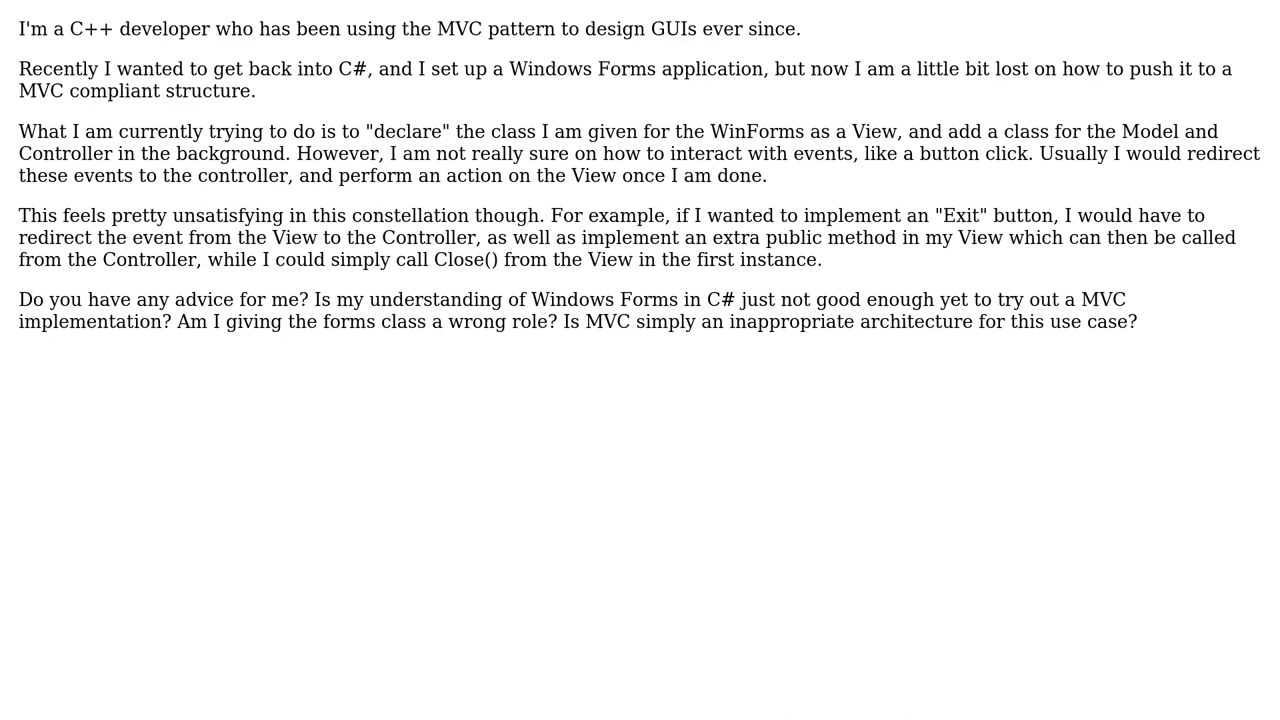 I'm a C++ developer who has been using the MVC pattern to design GUIs ever since.
Recently I wanted to get back into C#, and I set up a Windows Forms application, but now I am a little bit lost on how to push it to a
MVC compliant structure.
What I am currently trying to do is to "declare" the class I am given for the WinForms as a View, and add a class for the Model and
Controller in the background. However, I am not really sure on how to interact with events, like a button click. Usually I would redirect
these events to the controller, and perform an action on the View once I am done.
This feels pretty unsatisfying in this constellation though. For example, if I wanted to implement an "Exit" button, I would have to
redirect the event from the View to the Controller, as well as implement an extra public method in my View which can then be called
from the Controller, while I could simply call Close() from the View in the first instance.
Do you have any advice for me? Is my understanding of Windows Forms in C# just not good enough yet to try out a MVC
implementation? Am I giving the forms class a wrong role? Is MVC simply an inappropriate architecture for this use case?